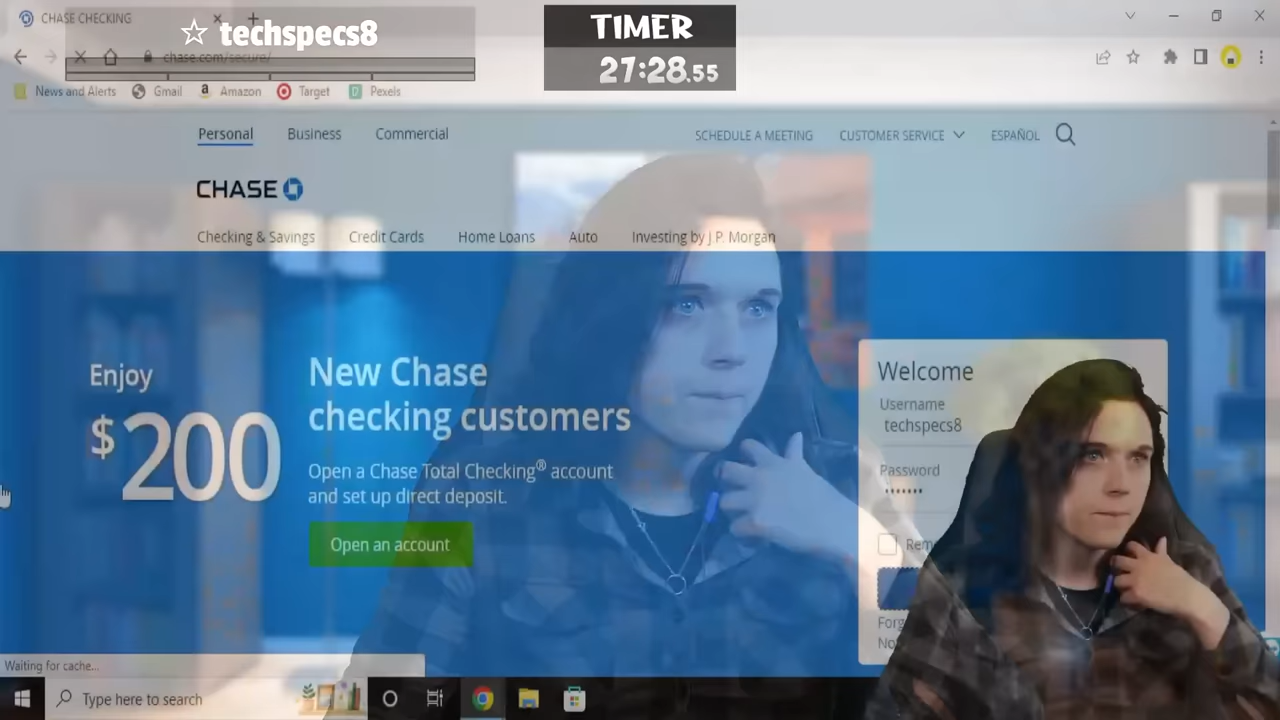 CHASE CHECKING
☆ techspecs8
TIMER
27:28.55
chase.com/secure/
News and Alerts
Gmail
Amazon
Target
Pexels
Personal
Business
Commercial
SCHEDULE A MEETING
CUSTOMER SERVICE
ESPAÑOL
CHASE
Checking & Savings
Credit Cards
Home Loans
Auto
Investing by J.P. Morgan
Enjoy
$200
New Chase
checking customers
Open a Chase Total Checking® account
and set up direct deposit.
Open an account
Welcome
Username
techspecs8
Password
Waiting for cache...
Type here to search